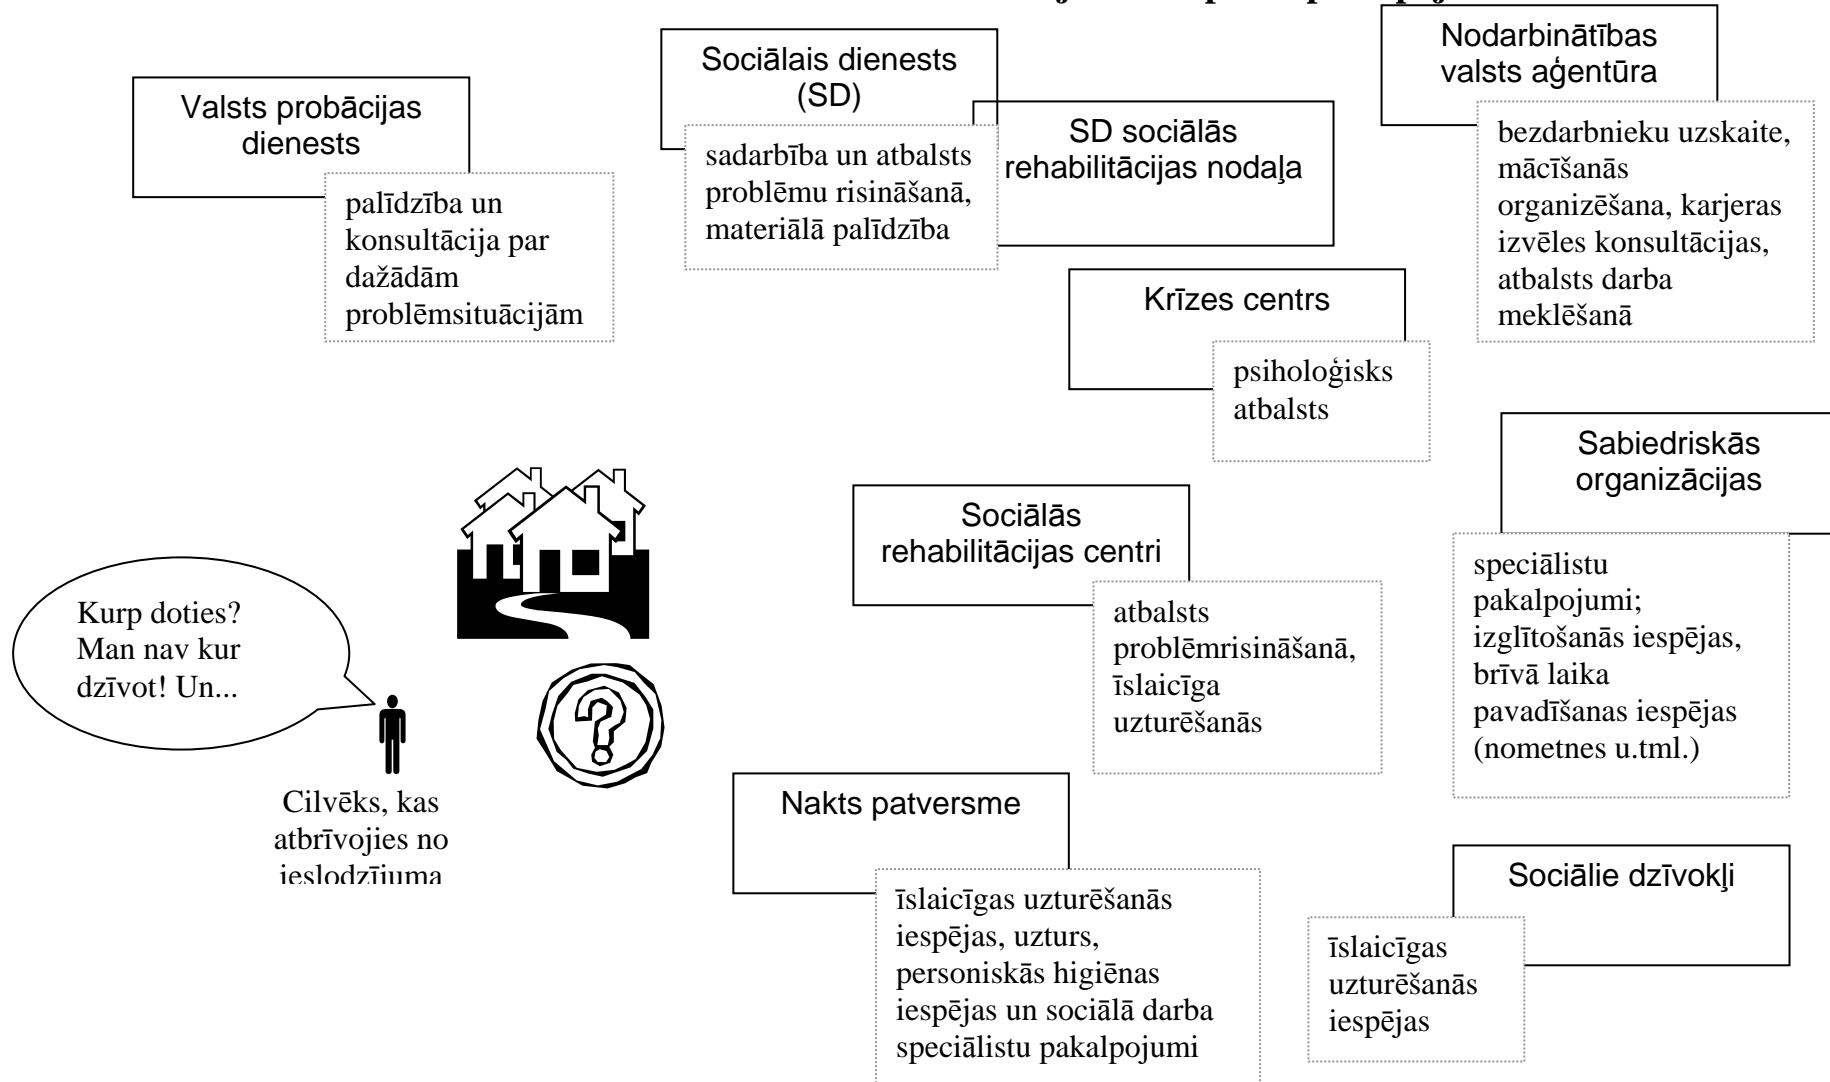 Valsts probācijas
dienests
palīdzība un
konsultācija par
dažādām
problēmsituācijām
Sociālais dienests
(SD)
sadarbība un atbalsts
problēmu risināšanā,
materiālā palīdzība
SD sociālās
rehabilitācijas nodaļa
Nodarbinātības
valsts aģentūra
bezdarbnieku uzskaite,
mācīšanās
organizēšana, karjeras
izvēles konsultācijas,
atbalsts darba
meklēšanā
Krīzes centrs
psiholoģisks
atbalsts
Sabiedriskās
organizācijas
speciālistu
pakalpojumi;
izglītošanās iespējas,
brīvā laika
pavadīšanas iespējas
(nometnes u.tml.)
Sociālās
rehabilitācijas centri
atbalsts
problēmrisināšanā,
īslaicīga
uzturēšanās
Kurp doties?
Man nav kur
dzīvot! Un...
?
Cilvēks, kas
atbrīvojies no
ieslodzījuma
Nakts patversme
īslaicīgas uzturēšanās
iespējas, uzturs,
personiskās higiēnas
iespējas un sociālā darba
speciālistu pakalpojumi
Sociālie dzīvokļi
īslaicīgas
uzturēšanās
iespējas